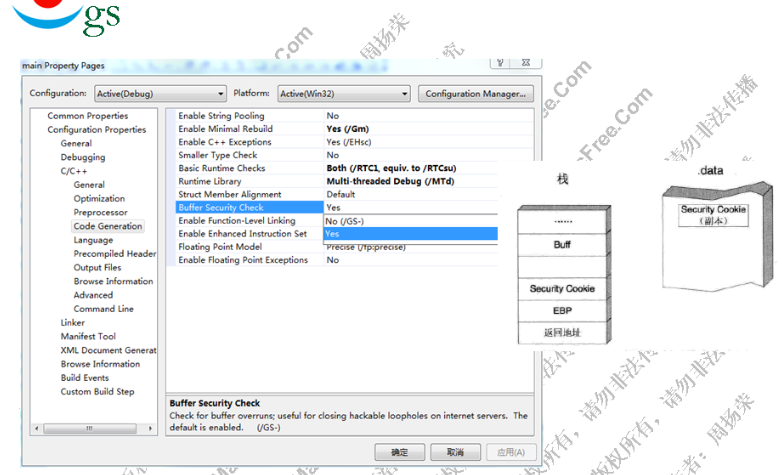 gs
main Property Pages
Configuration: Active(Debug) Platform: Active(Win32) Configuration Manager...
Common Properties
Configuration Properties
General
Debugging
C/C++
General
Optimization
Preprocessor
Code Generation
Language
Precompiled Header
Output Files
Browse Information
Advanced
Command Line
Linker
Manifest Tool
XML Document Generat
Browse Information
Build Events
Custom Build Step
Enable String Pooling No
Enable Minimal Rebuild Yes (/Gm)
Enable C++ Exceptions Yes (/EHsc)
Smaller Type Check No
Basic Runtime Checks Both (/RTC1, equiv. to /RTCsu)
Runtime Library Multi-threaded Debug (/MTd)
Struct Member Alignment Default
Buffer Security Check Yes
Enable Function-Level Linking No (/GS-)
Enable Enhanced Instruction Set Yes
Floating Point Model Precise (/fp:precise)
Enable Floating Point Exceptions No
Buffer Security Check
Check for buffer overruns; useful for closing hackable loopholes on internet servers. The
default is enabled. (/GS-)
确定 取消 应用(A)
栈
......
Buff
Security Cookie
EBP
返回地址
.data
Security Cookie
(副本)
.Com
周扬荣
究
e.Com
sFree.Com
请勿非法传播
请勿非法
请勿非法
版权所有,
者: 周扬荣